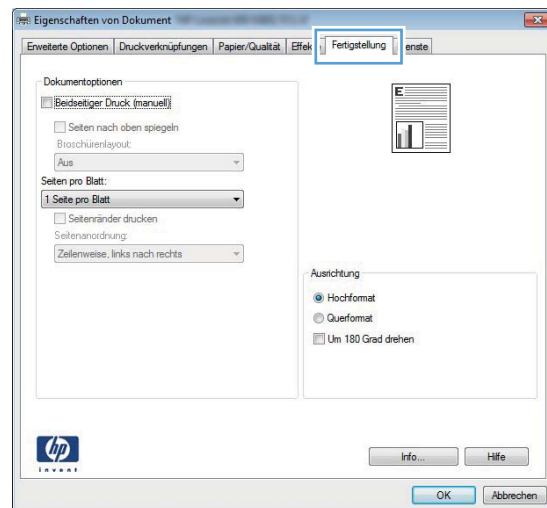 Eigenschaften von Dokument
Erweiterte Optionen Druckverknüpfungen Papier/Qualität Effek Fertigstellung enste
Dokumentoptionen
Beidseitiger Druck (manuell)
Seiten nach oben spiegeln
Broschürenlayout:
Aus
Seiten pro Blatt:
1 Seite pro Blatt
Seitenränder drucken
Seitenanordnung:
Zeilenweise, links nach rechts
E
Ausrichtung
Hochformat
Querformat
Um 180 Grad drehen
hp
invent
Info... Hilfe
OK Abbrechen